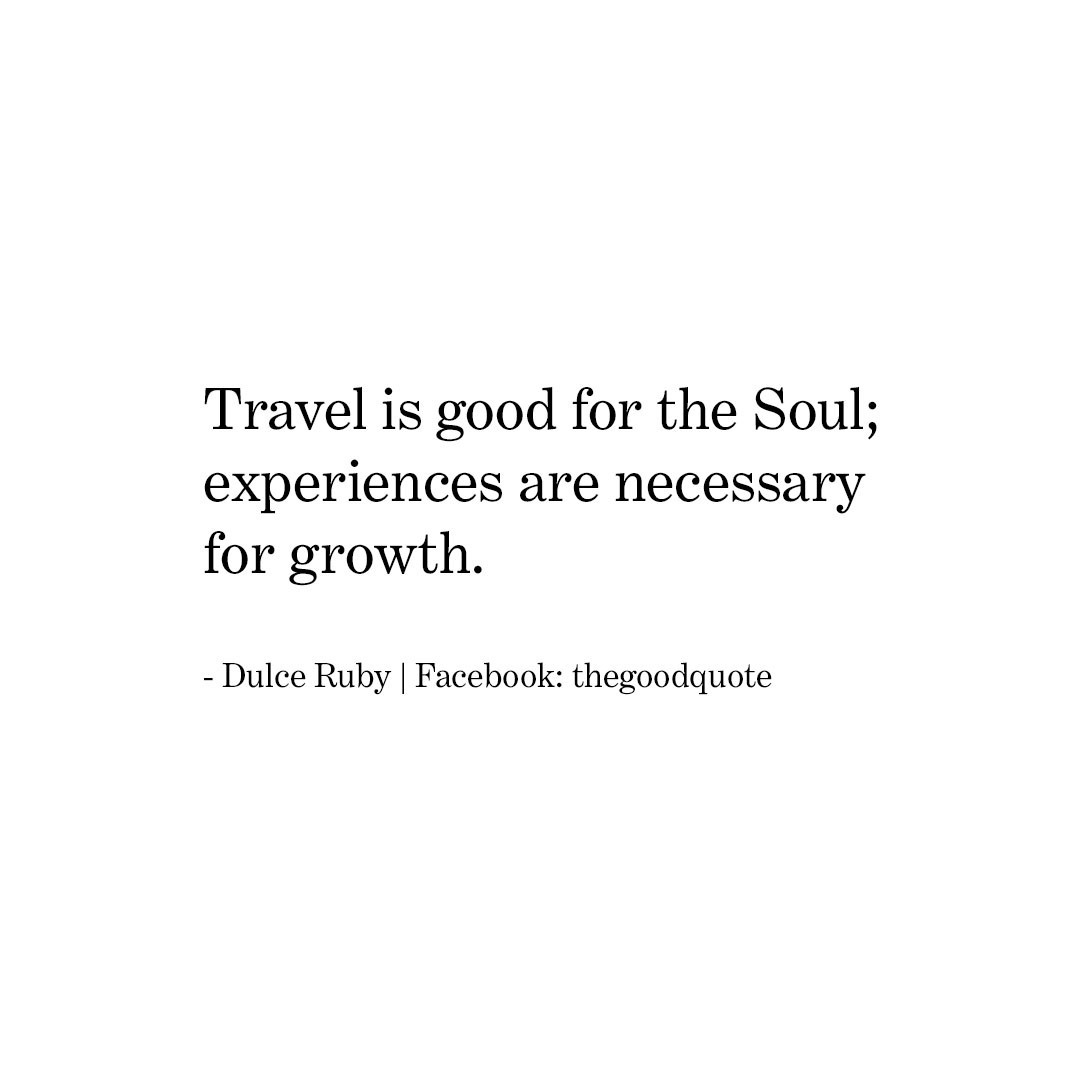 Travel is good for the Soul;
experiences are necessary
for growth.
- Dulce Ruby | Facebook: thegoodquote